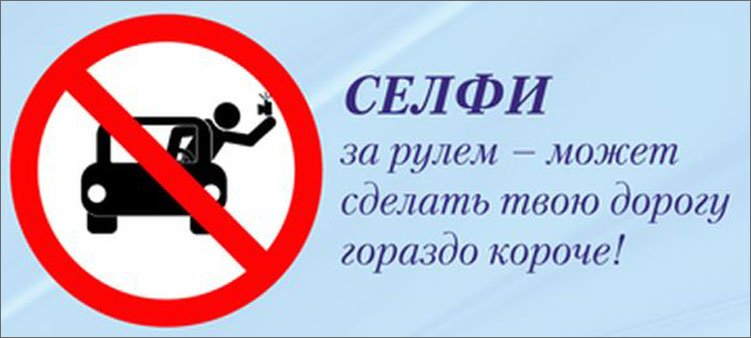 СЕЛФИ
за рулем – может
сделать твою дорогу
гораздо короче!